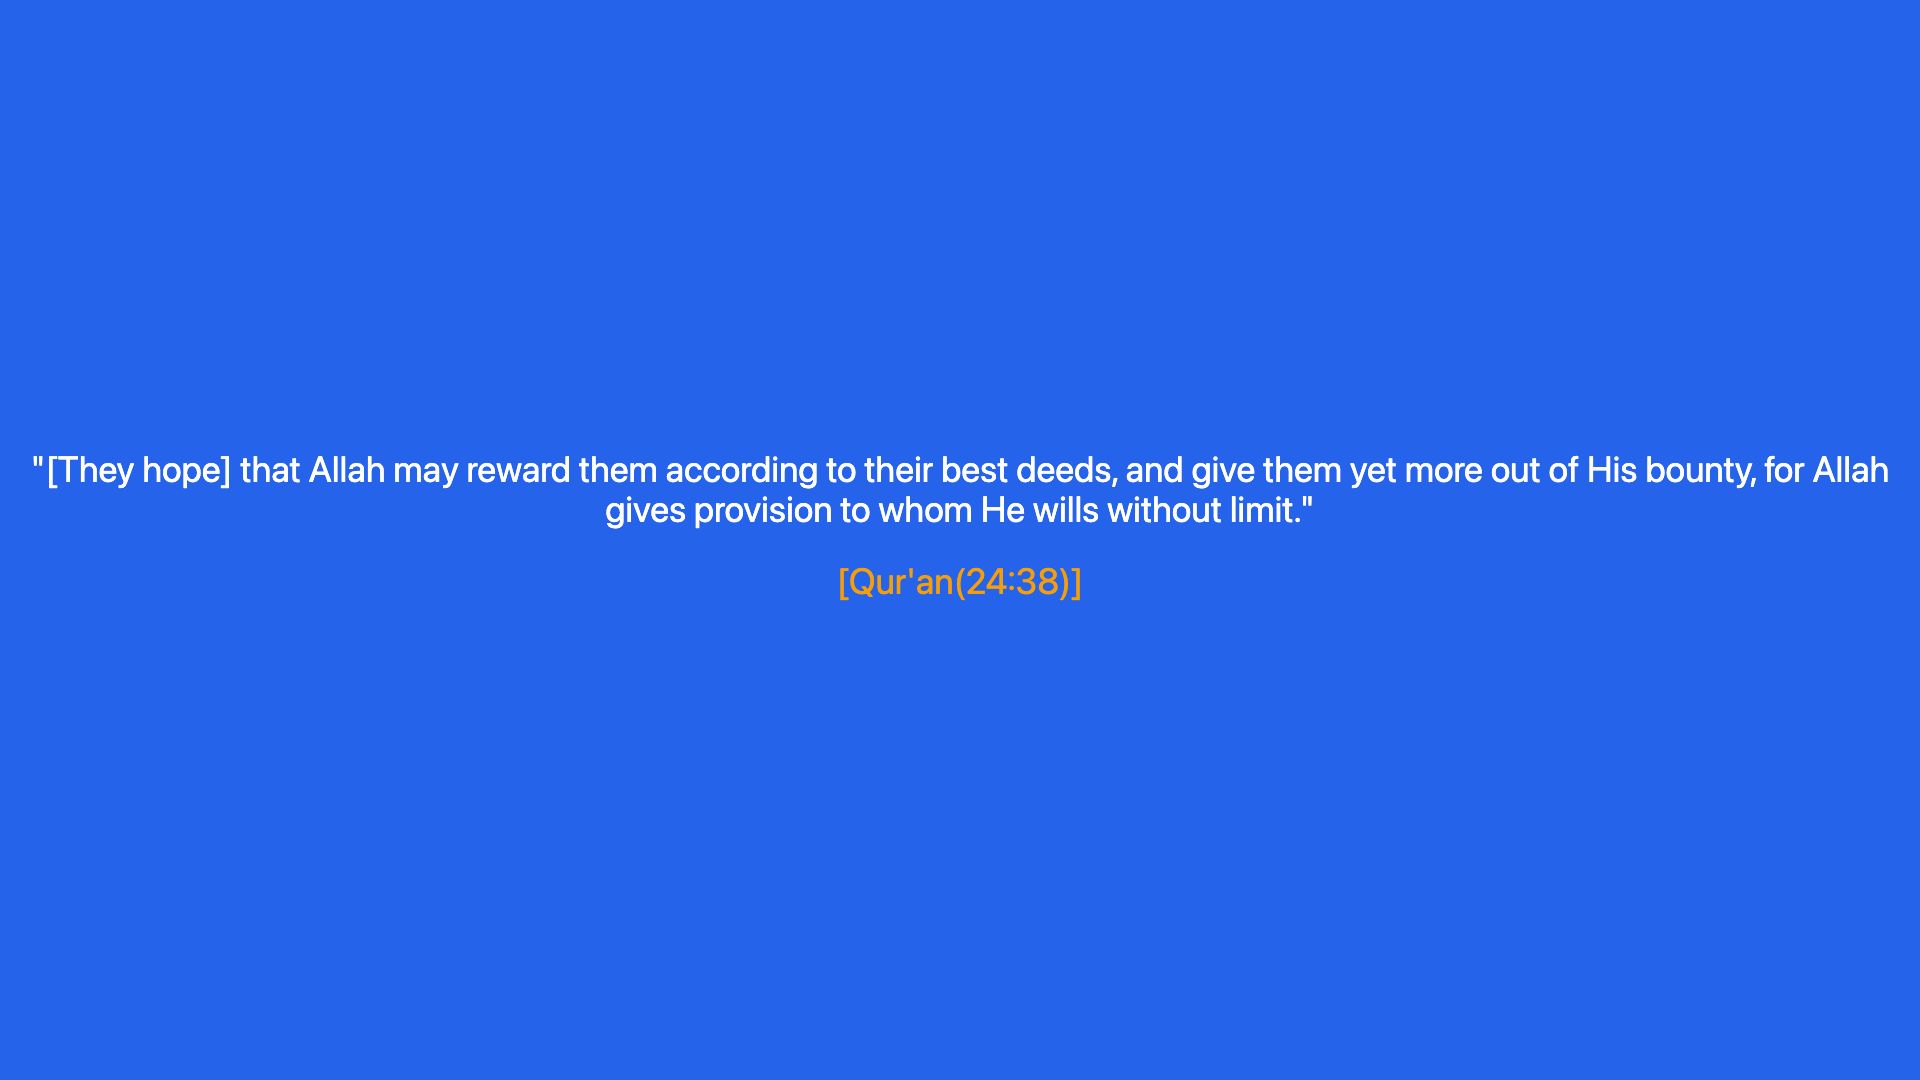 "[They hope] that Allah may reward them according to their best deeds, and give them yet more out of His bounty, for Allah
gives provision to whom He wills without limit."
[Qur'an(24:38)]